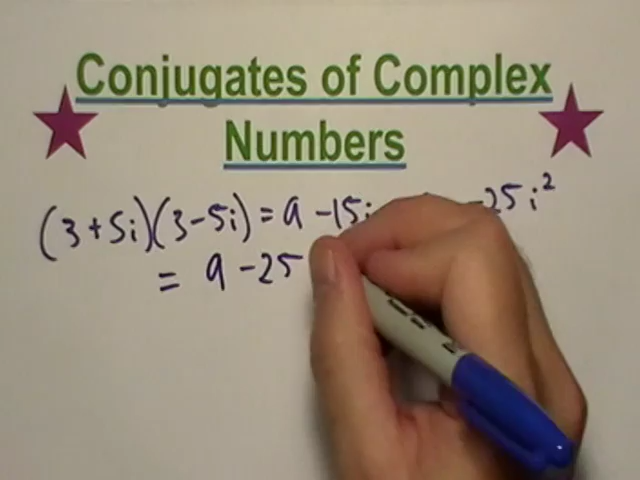 Conjugates of Complex
Numbers
(3+5i)(3-5i) = 9 -15i -25i²
= 9 -25